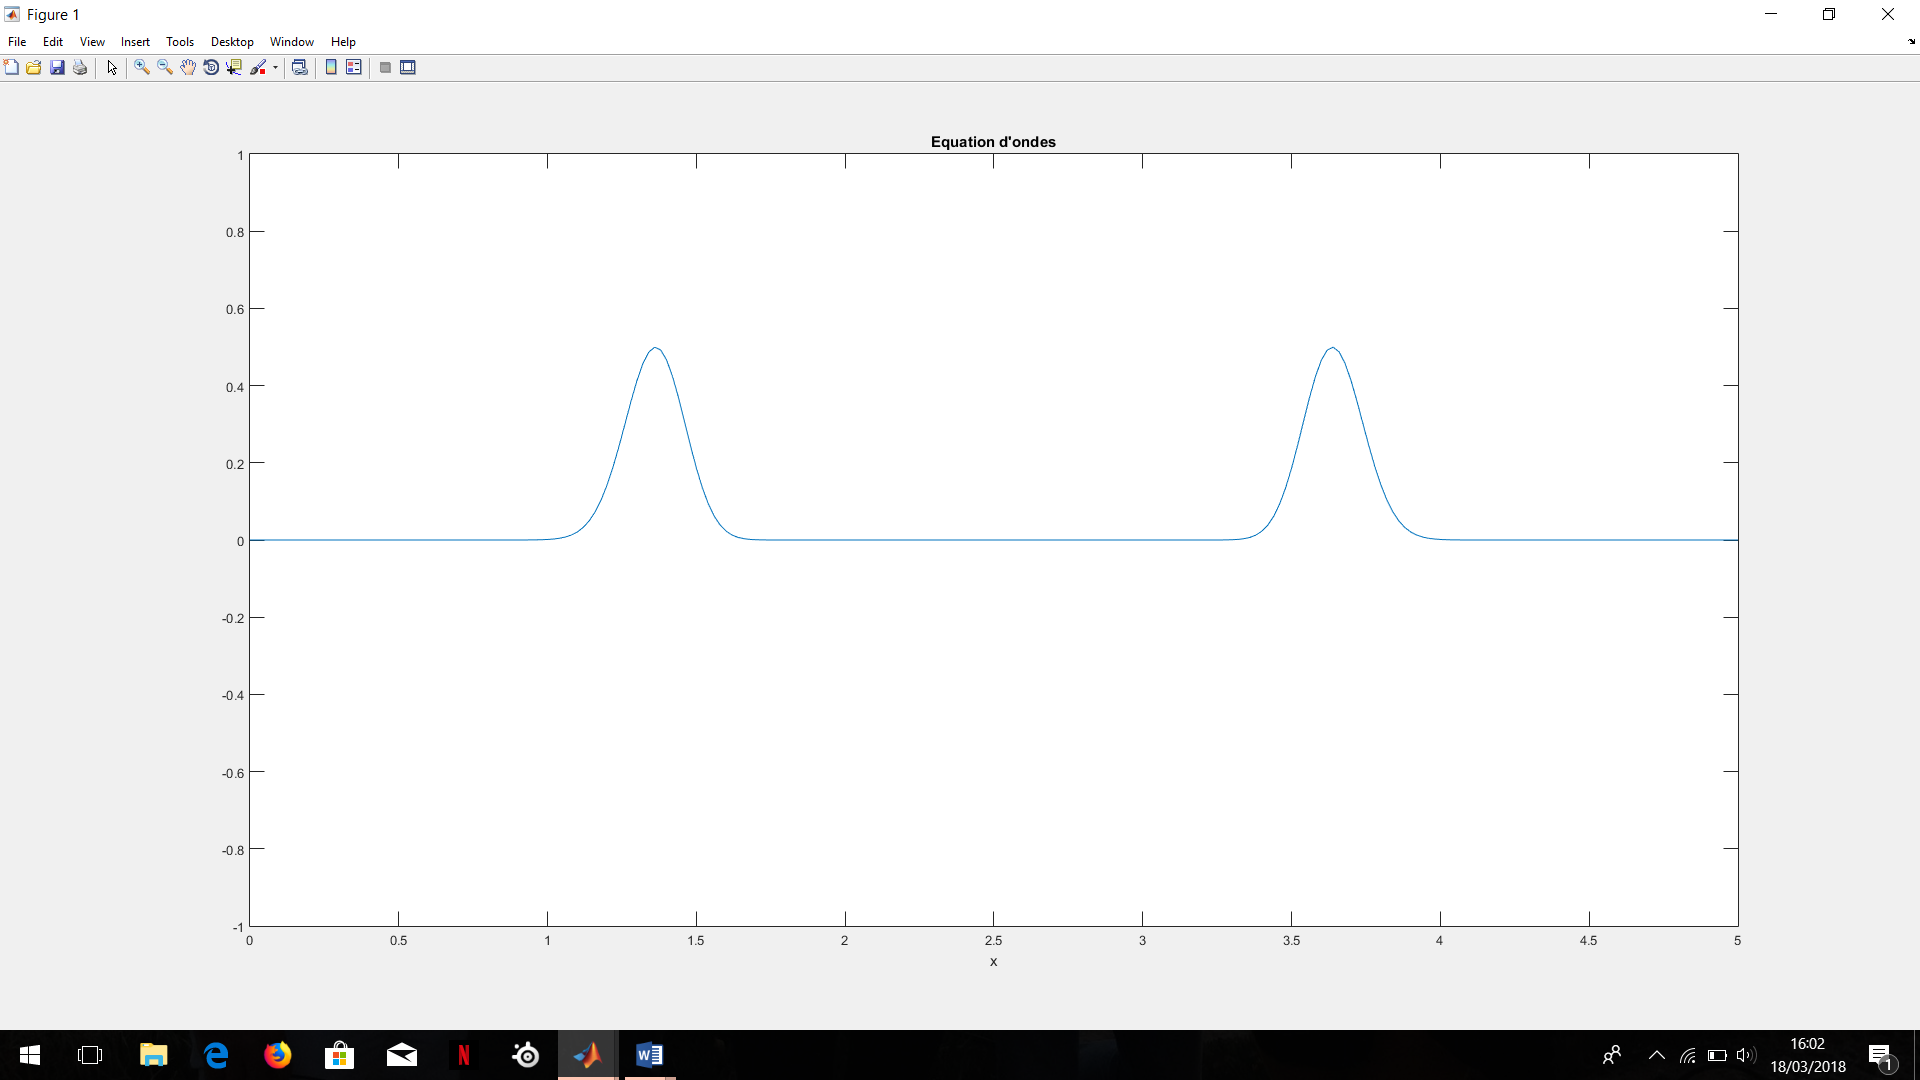 Figure 1
File Edit View Insert Tools Desktop Window Help
Equation d'ondes
1
0.8
0.6
0.4
0.2
0
-0.2
-0.4
-0.6
-0.8
-1
0 0.5 1 1.5 2 2.5 3 3.5 4 4.5 5
x
N
W
16:02
18/03/2018
1